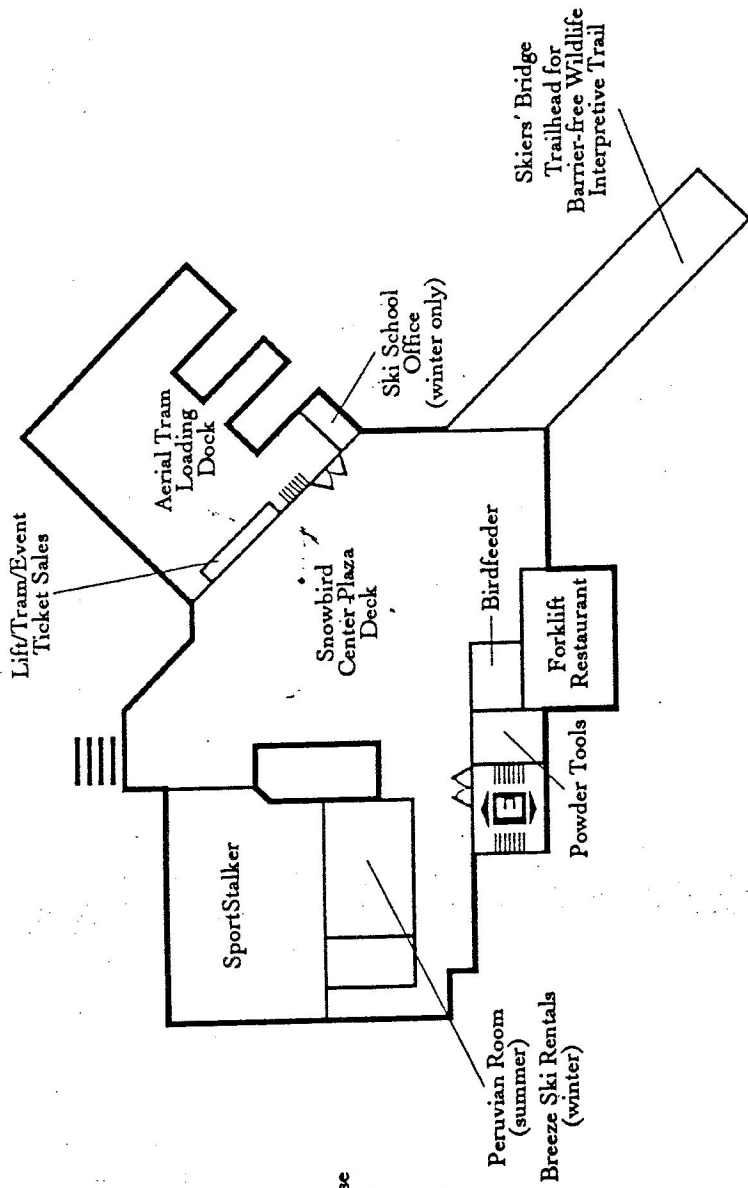 Lift/Tram/Event
Ticket Sales
Aerial Tram
Loading
Dock
Ski School
Office
(winter only)
Skiers' Bridge
Trailhead for
Barrier-free Wildlife
Interpretive Trail
Snowbird
Center-Plaza
Deck
SportStalker
Birdfeeder
Forklift
Restaurant
Powder Tools
E
Peruvian Room
(summer)
Breeze Ski Rentals
(winter)
se